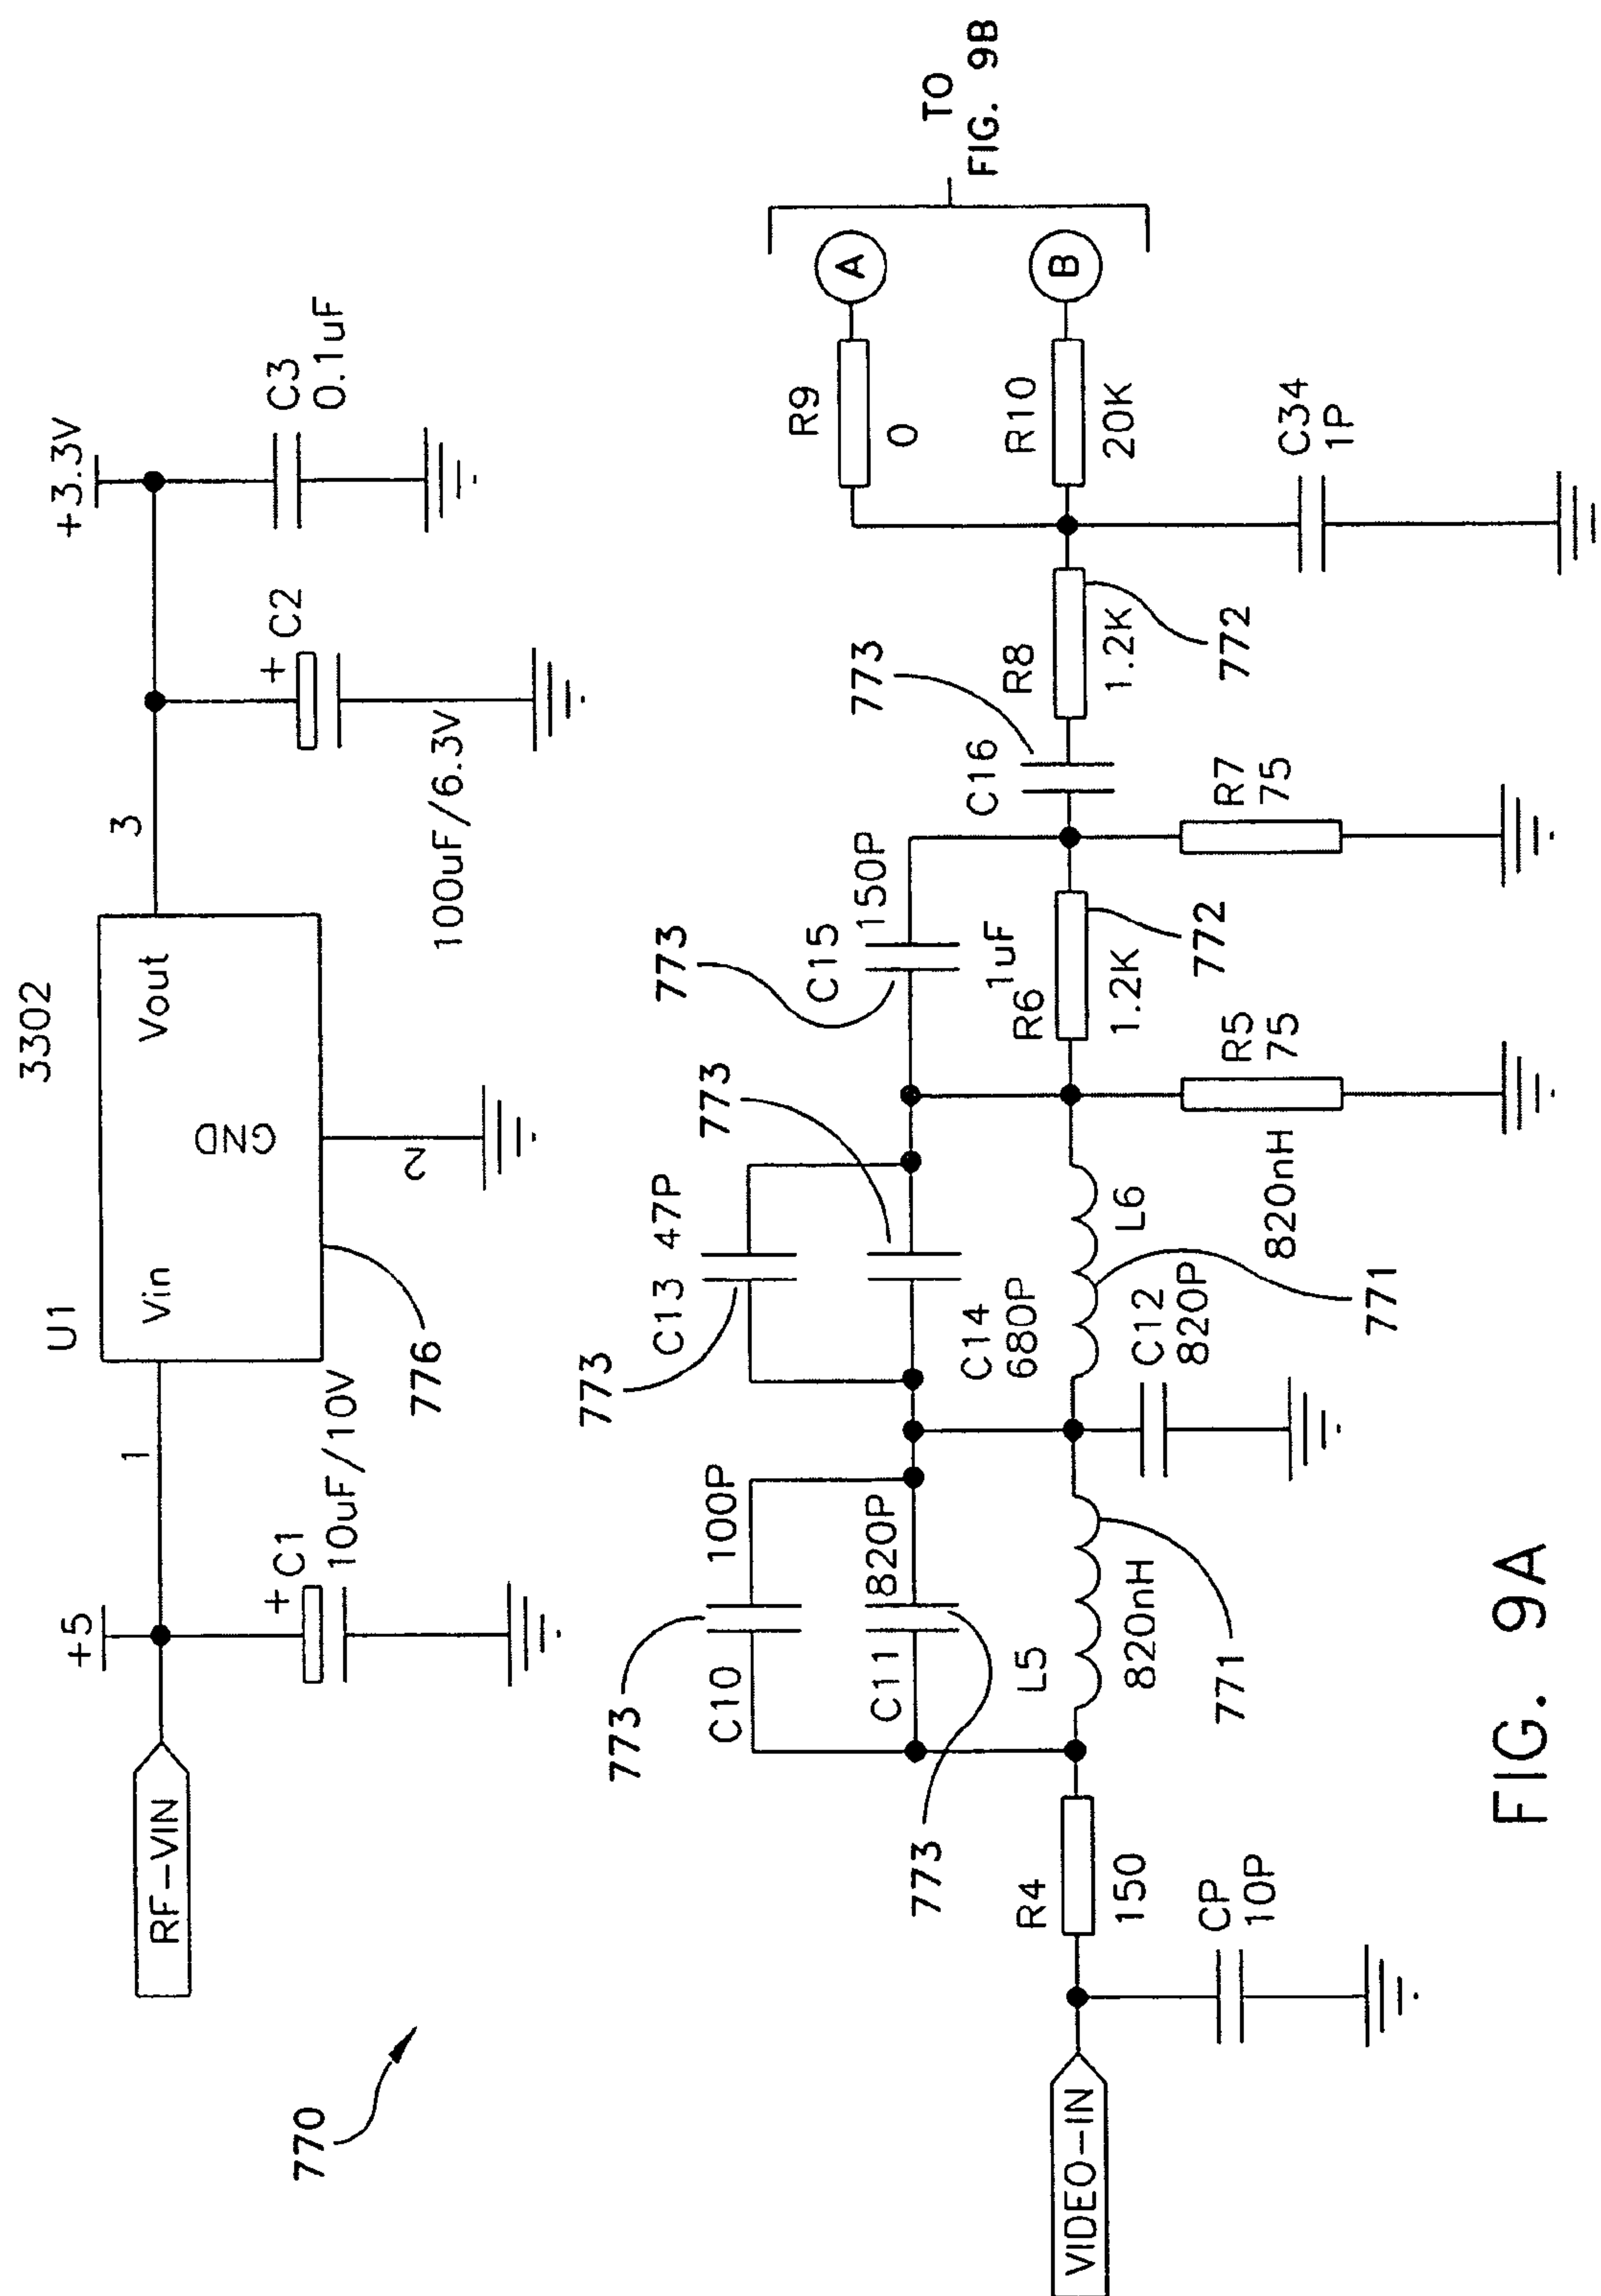 770
RF-VIN
+5
+ C1
10uF/10V
1
U1
3302
Vin
Vout
GND
2
776
3
+ C2
100uF/6.3V
+3.3V
C3
0.1uF
VIDEO-IN
CP
10P
R4
150
773
C10
100P
C11
820P
773
L5
820nH
771
C12
820P
773
C13
47P
773
C14
680P
L6
820nH
771
R5
75
773
C15
150P
1uF
R6
1.2K
772
R7
75
C16
773
R8
1.2K
772
C34
1P
R9
0
R10
20K
A
B
TO
FIG. 9B
FIG. 9A